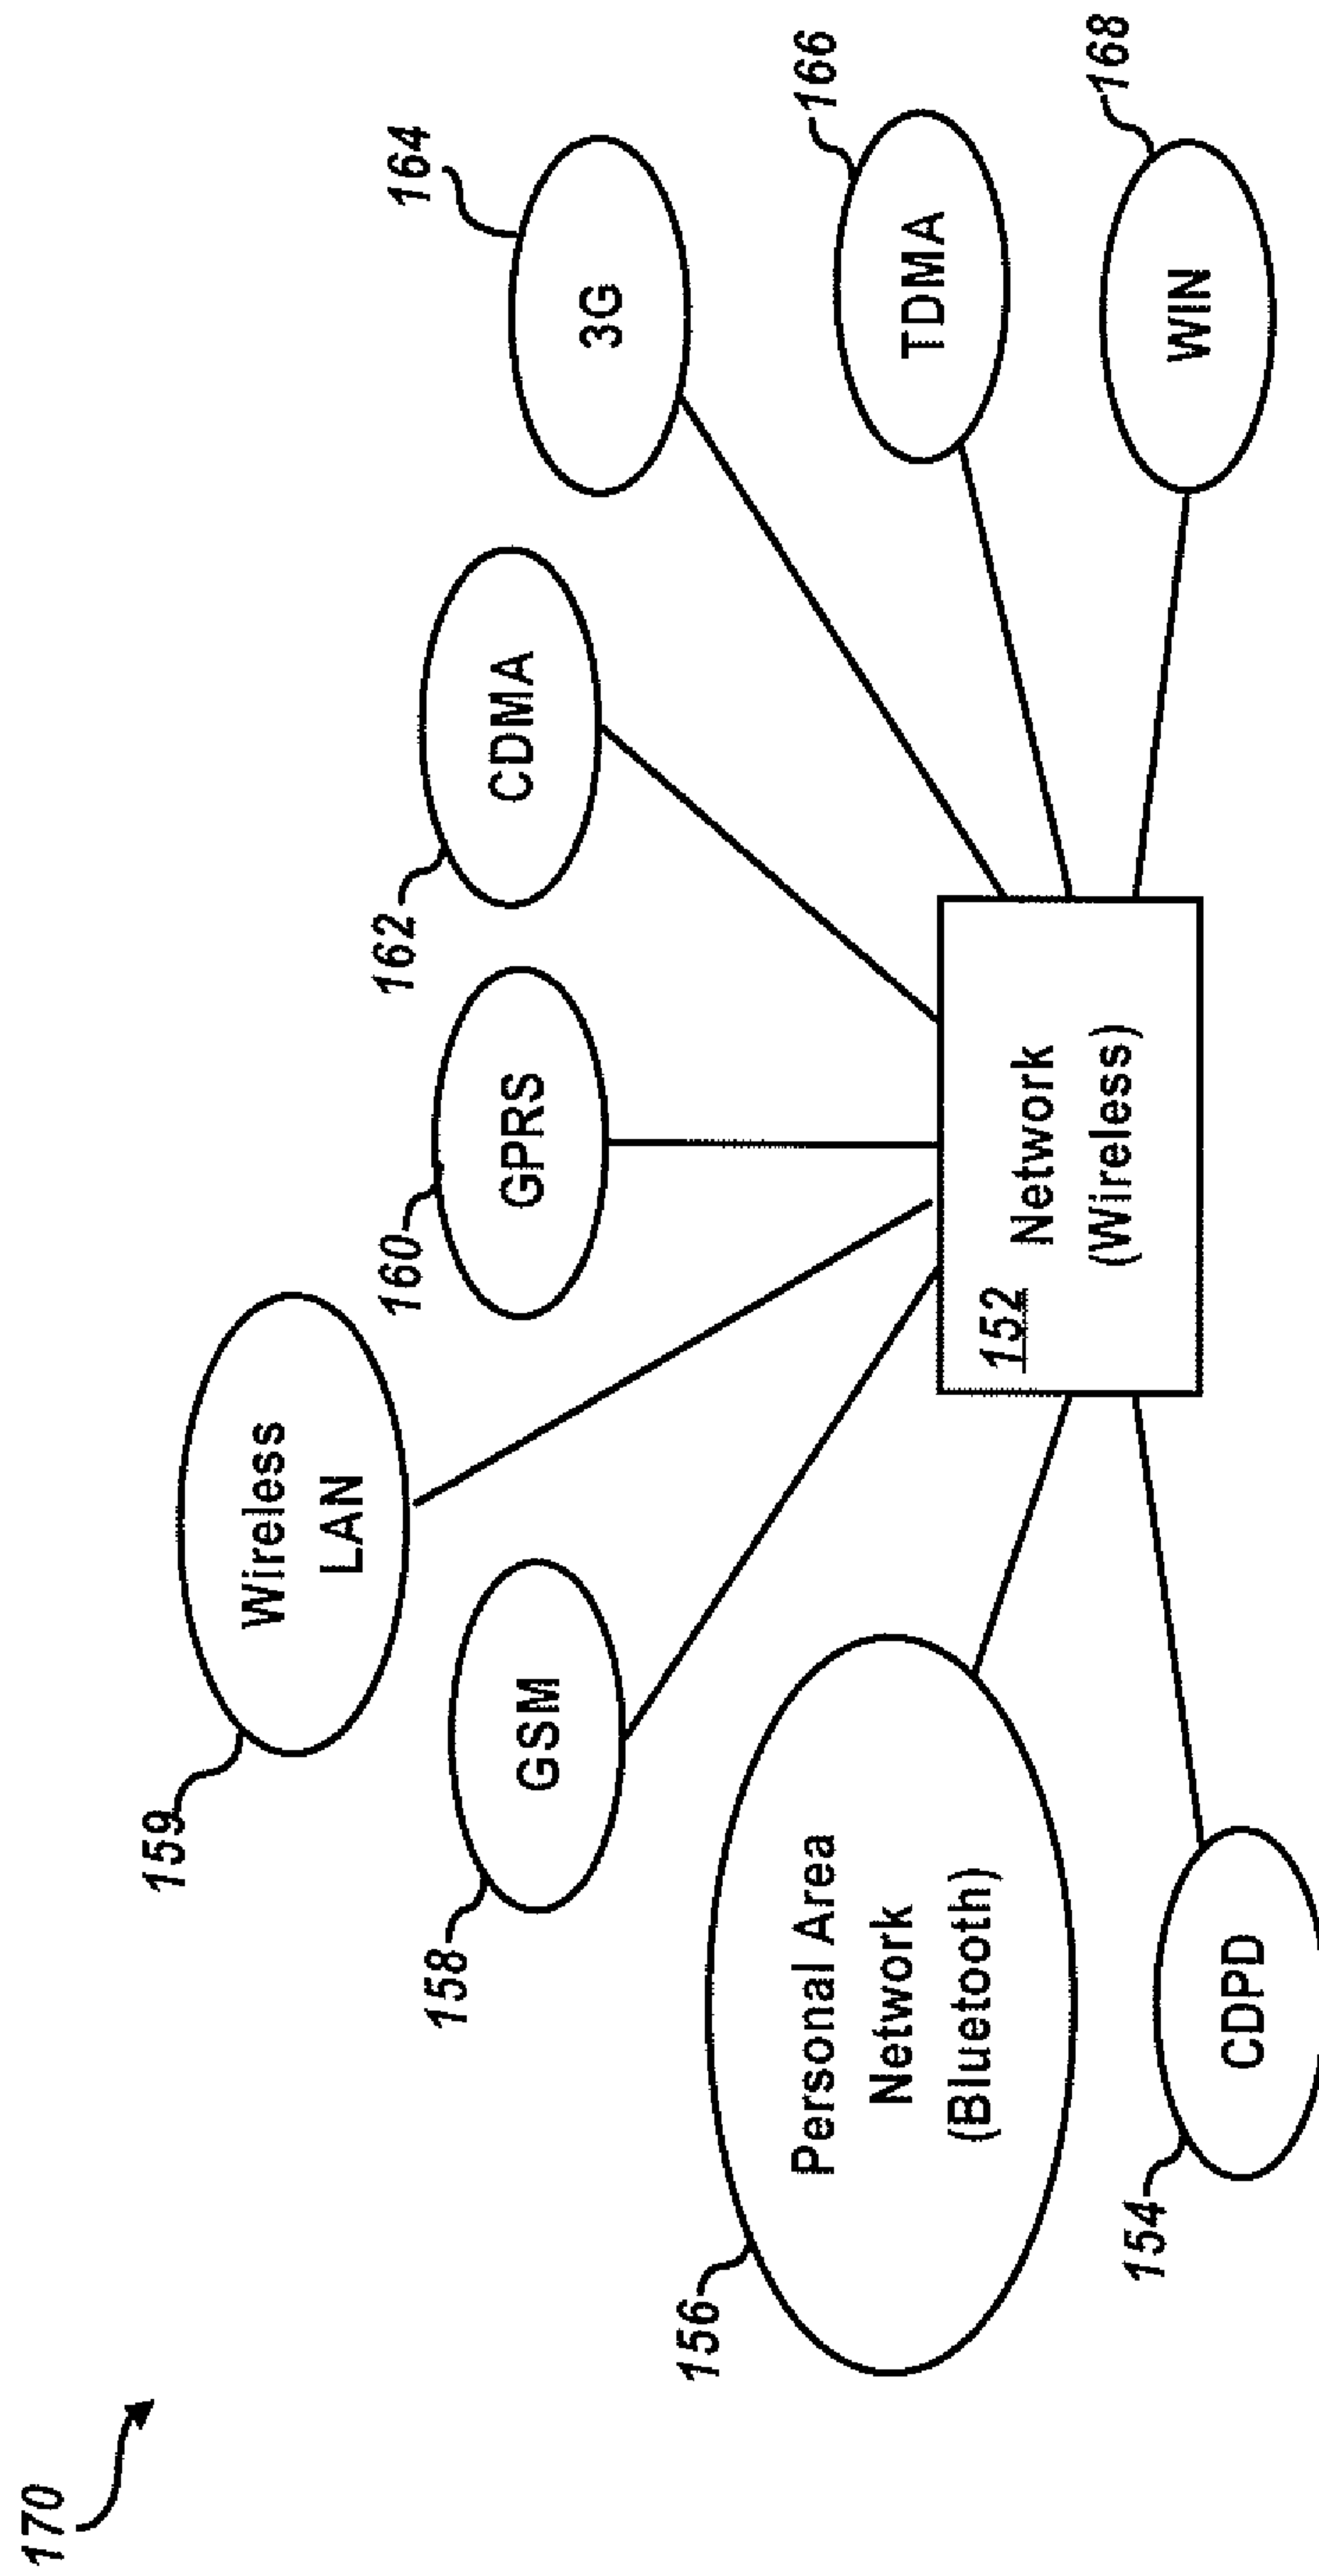 170
159
Wireless
LAN
164
3G
162
CDMA
160
GPRS
158
GSM
166
TDMA
156
Personal Area
Network
(Bluetooth)
152
Network
(Wireless)
168
WIN
154
CDPD